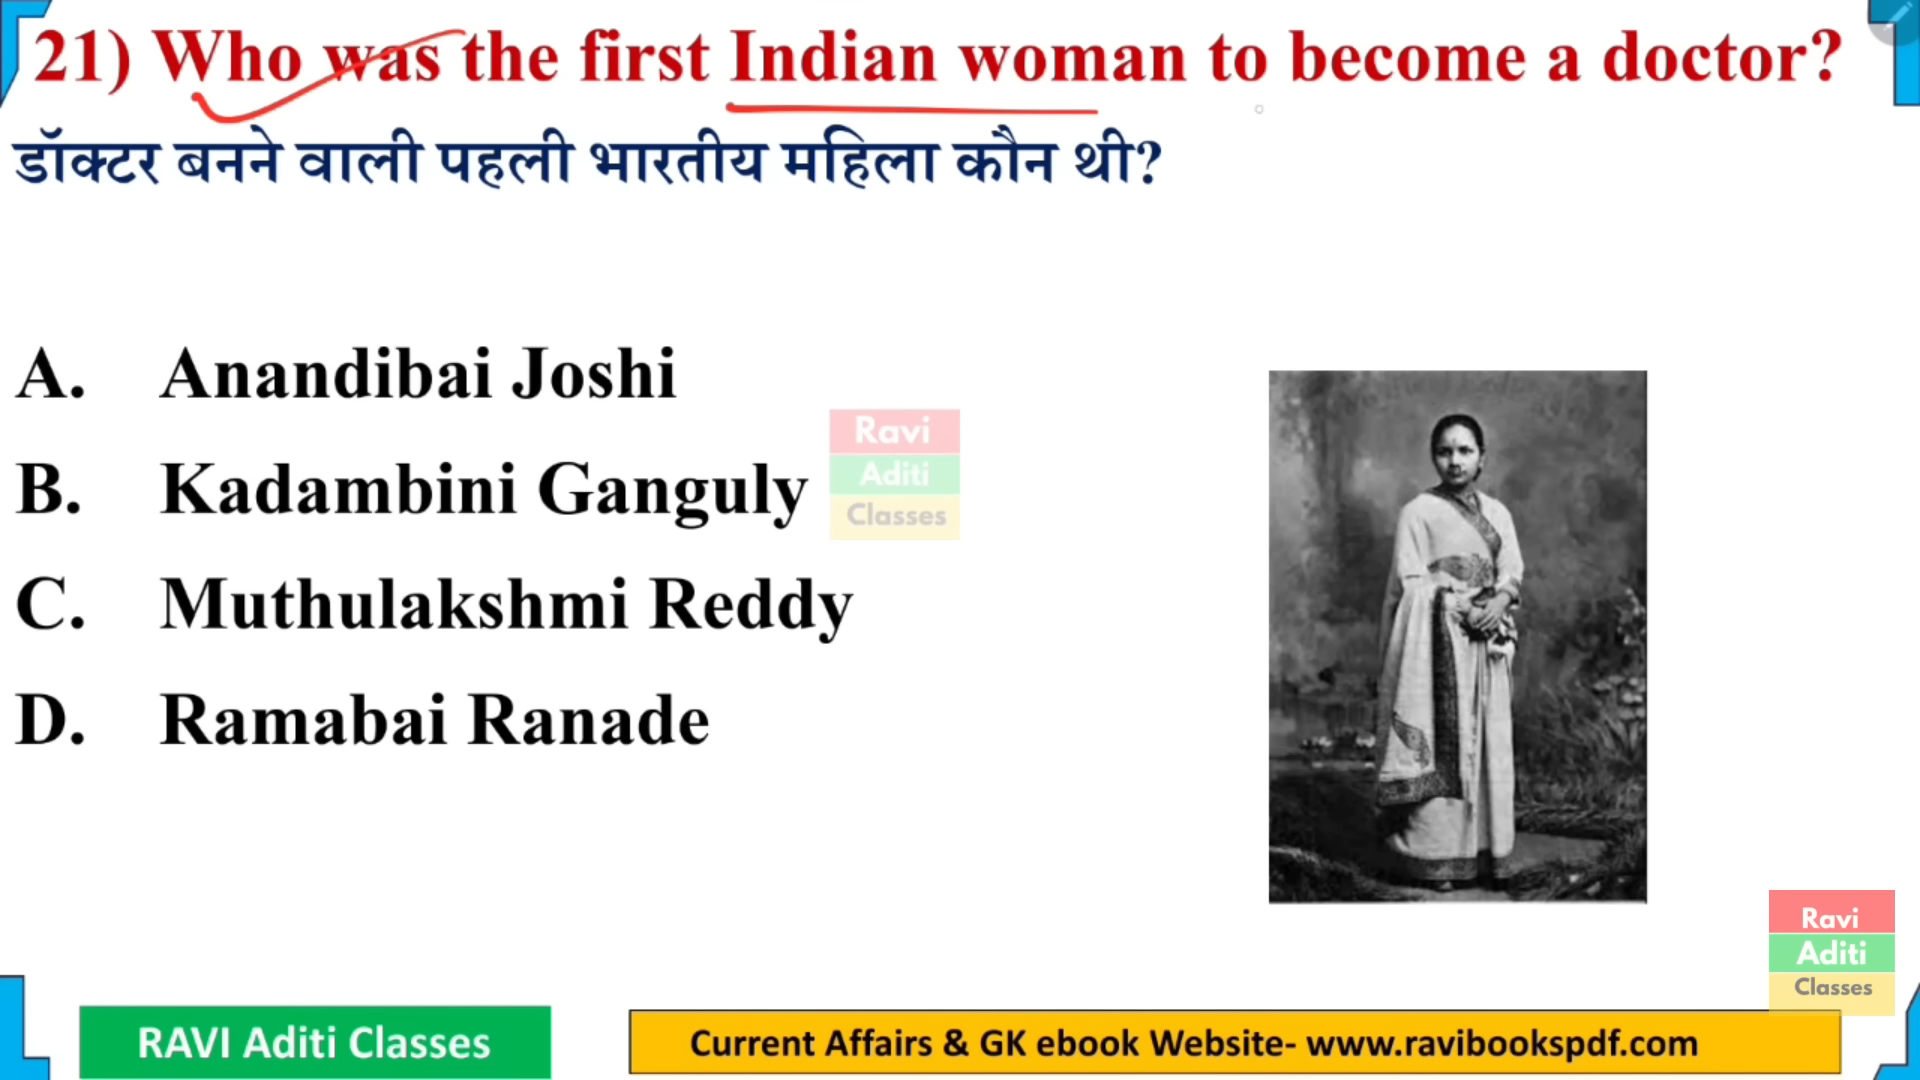 21) Who was the first Indian woman to become a doctor?
डॉक्टर बनने वाली पहली भारतीय महिला कौन थी?
A. Anandibai Joshi
B. Kadambini Ganguly
C. Muthulakshmi Reddy
D. Ramabai Ranade
Ravi
Aditi
Classes
Ravi
Aditi
Classes
RAVI Aditi Classes
Current Affairs & GK ebook Website- www.ravibookspdf.com